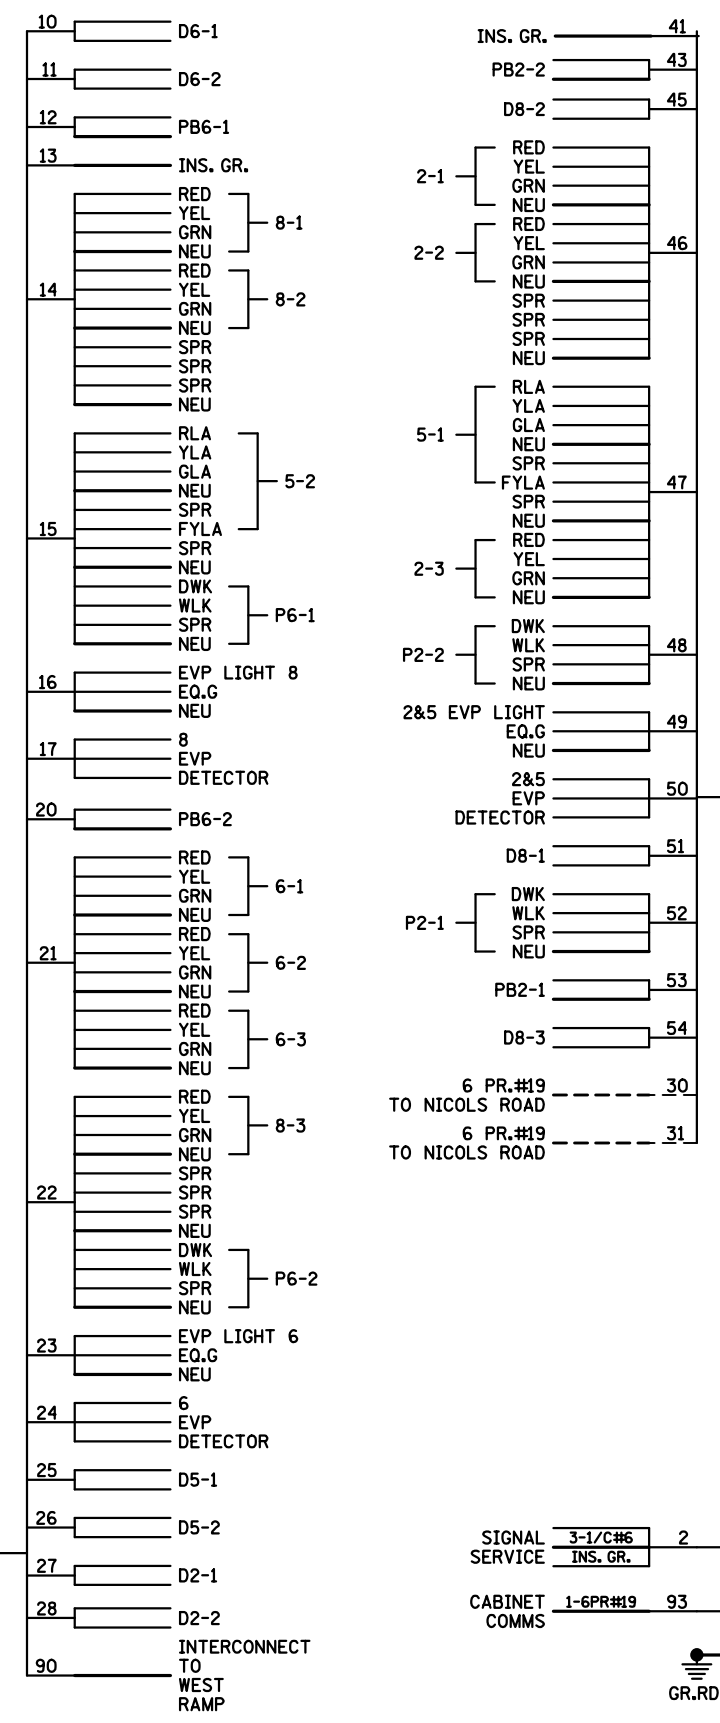 10
D6-1
11
D6-2
12
PB6-1
13
INS. GR.
14
RED
YEL
GRN
NEU
8-1
RED
YEL
GRN
NEU
8-2
SPR
SPR
SPR
NEU
15
RLA
YLA
GLA
NEU
SPR
FYLA
5-2
SPR
NEU
DWK
WLK
SPR
NEU
P6-1
16
EVP LIGHT 8
EQ.G
NEU
17
8
EVP
DETECTOR
20
PB6-2
21
RED
YEL
GRN
NEU
6-1
RED
YEL
GRN
NEU
6-2
RED
YEL
GRN
NEU
6-3
22
RED
YEL
GRN
NEU
8-3
SPR
SPR
SPR
NEU
DWK
WLK
SPR
NEU
P6-2
23
EVP LIGHT 6
EQ.G
NEU
24
6
EVP
DETECTOR
25
D5-1
26
D5-2
27
D2-1
28
D2-2
90
INTERCONNECT
TO
WEST
RAMP
INS. GR.
41
PB2-2
43
D8-2
45
2-1
RED
YEL
GRN
NEU
2-2
RED
YEL
GRN
NEU
SPR
SPR
SPR
NEU
46
5-1
RLA
YLA
GLA
NEU
SPR
FYLA
SPR
NEU
2-3
RED
YEL
GRN
NEU
47
P2-2
DWK
WLK
SPR
NEU
48
2&5 EVP LIGHT
EQ.G
NEU
49
2&5
EVP
DETECTOR
50
D8-1
51
P2-1
DWK
WLK
SPR
NEU
52
PB2-1
53
D8-3
54
6 PR.#19
TO NICOLS ROAD
30
6 PR.#19
TO NICOLS ROAD
31
SIGNAL
SERVICE
3-1/C#6
INS. GR.
2
CABINET
COMMS
1-6PR#19
93
GR.RD